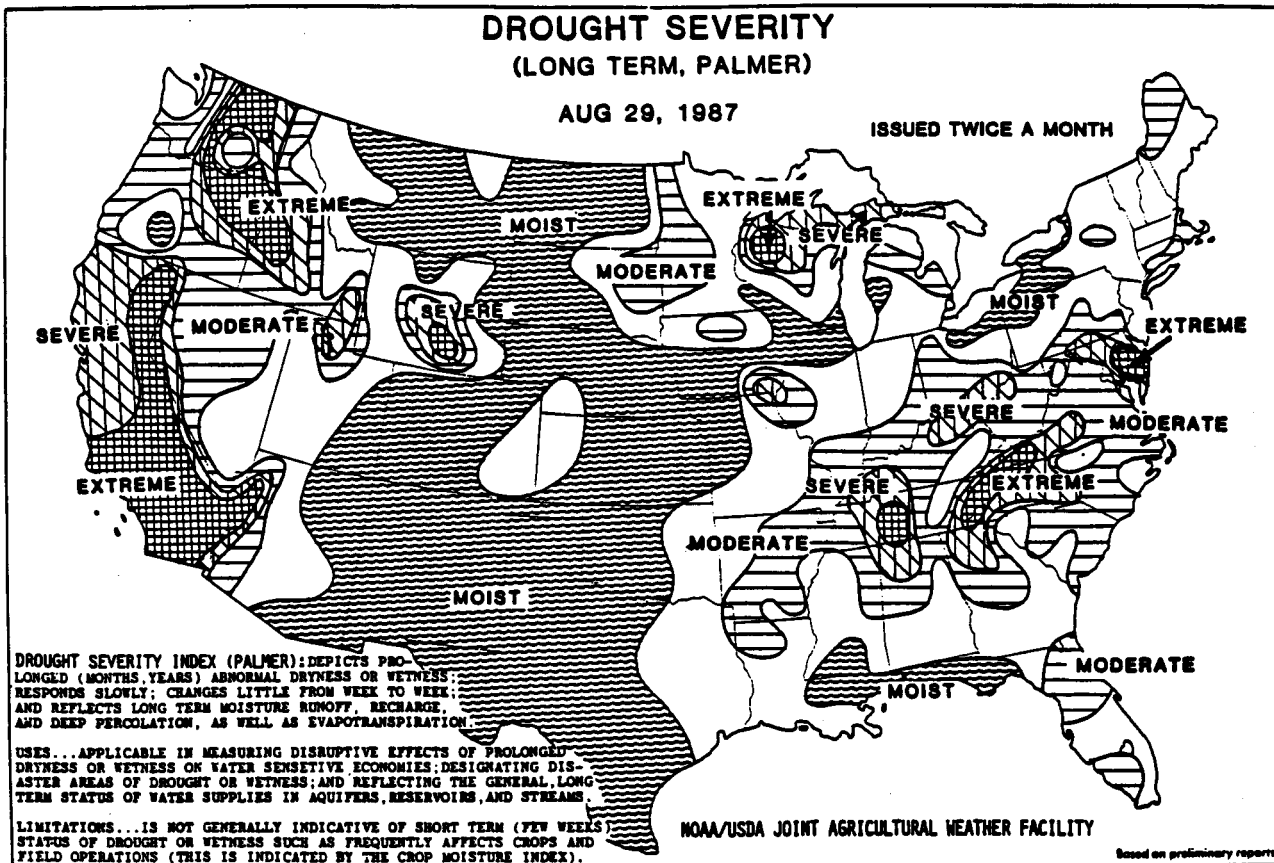 DROUGHT SEVERITY
(LONG TERM, PALMER)
AUG 29, 1987
ISSUED TWICE A MONTH
EXTREME
EXTREME
MOIST
SEVERE
MODERATE
MOIST
SEVERE
MODERATE
SEVERE
EXTREME
SEVERE
MODERATE
EXTREME
SEVERE
EXTREME
MODERATE
MOIST
MODERATE
MOIST
DROUGHT SEVERITY INDEX (PALMER):DEPICTS PRO-
LONGED (MONTHS,YEARS) ABNORMAL DRYNESS OR WETNESS;
RESPONDS SLOWLY; CHANGES LITTLE FROM WEEK TO WEEK;
AND REFLECTS LONG TERM MOISTURE RUNOFF, RECHARGE,
AND DEEP PERCOLATION, AS WELL AS EVAPOTRANSPIRATION.
USES...APPLICABLE IN MEASURING DISRUPTIVE EFFECTS OF PROLONGED
DRYNESS OR WETNESS ON WATER SENSETIVE ECONOMIES;DESIGNATING DIS-
ASTER AREAS OF DROUGHT OR WETNESS;AND REFLECTING THE GENERAL,LONG
TERM STATUS OF WATER SUPPLIES IN AQUIFERS,RESERVOIRS,AND STREAMS.
LIMITATIONS...IS NOT GENERALLY INDICATIVE OF SHORT TERM (FEW WEEKS)
STATUS OF DROUGHT OR WETNESS SUCH AS FREQUENTLY AFFECTS CROPS AND
FIELD OPERATIONS (THIS IS INDICATED BY THE CROP MOISTURE INDEX).
NOAA/USDA JOINT AGRICULTURAL WEATHER FACILITY
Based on preliminary reports